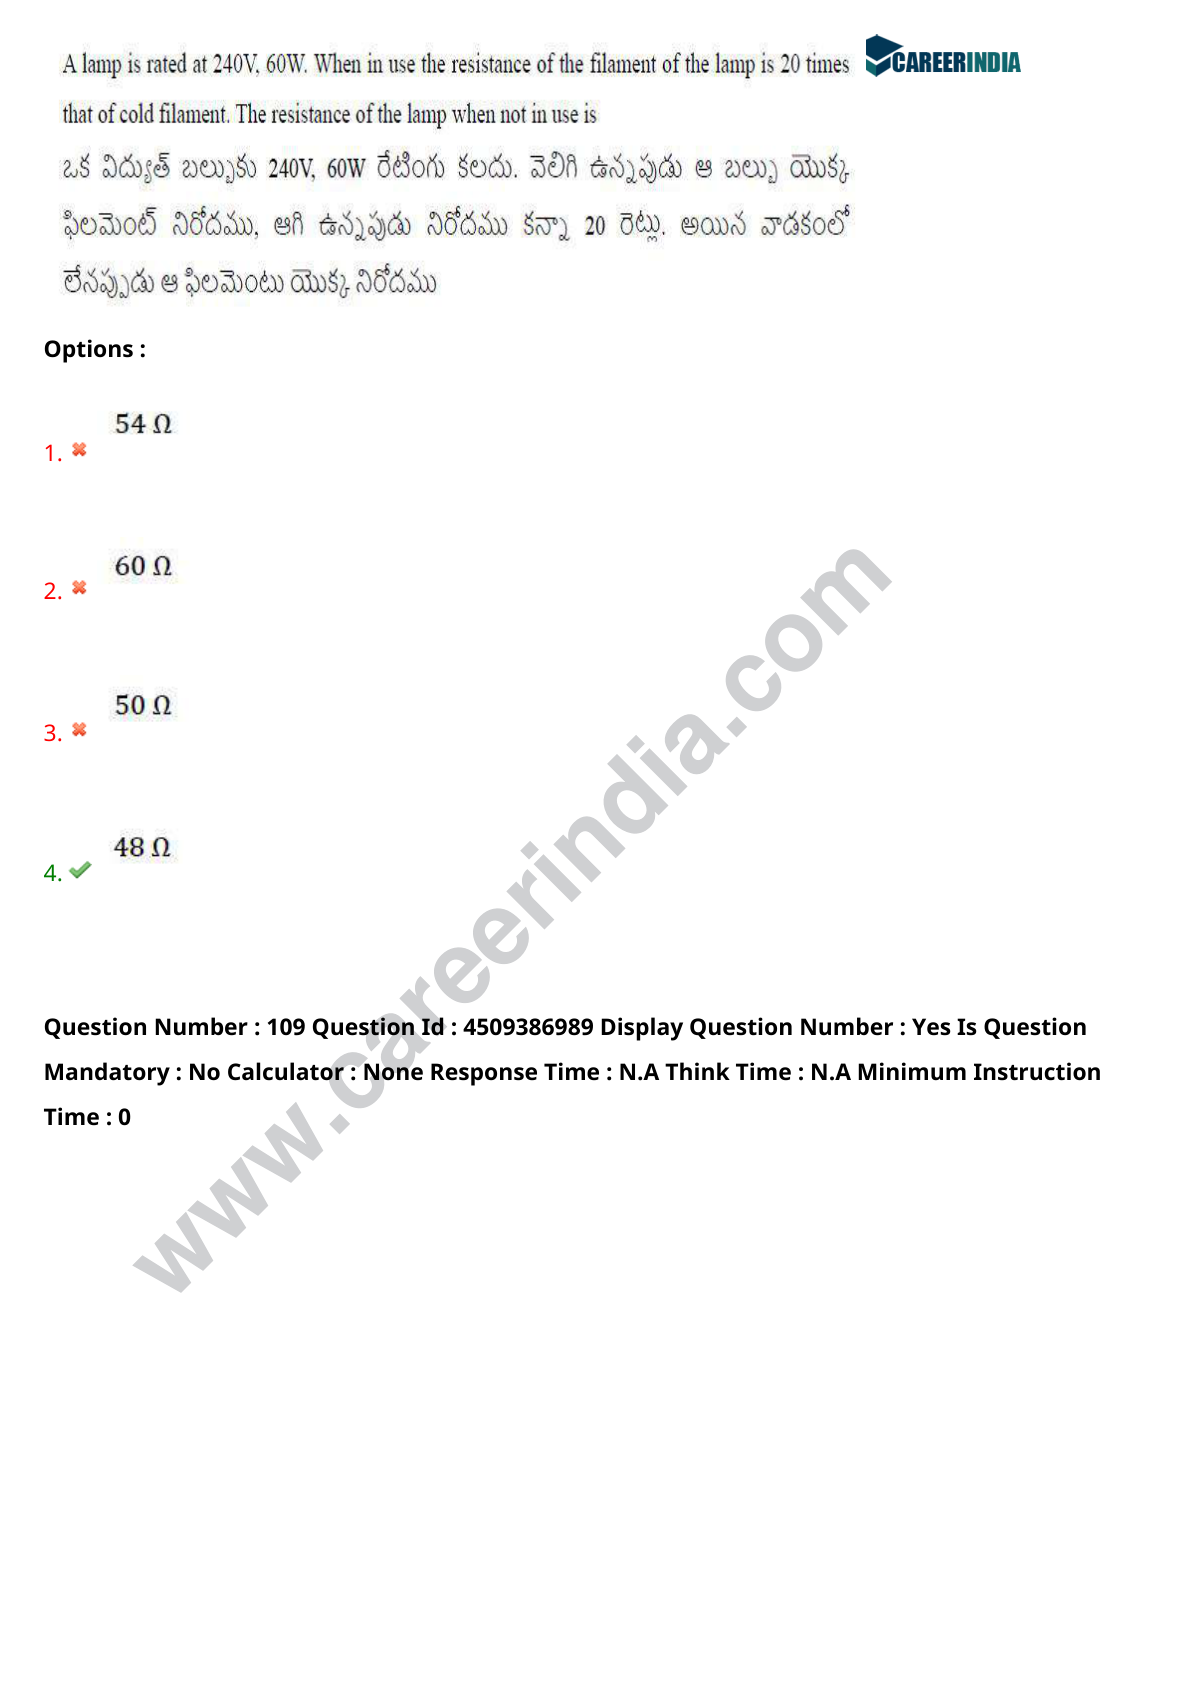 A lamp is rated at 240V, 60W. When in use the resistance of the filament of the lamp is 20 times
CAREERINDIA
that of cold filament. The resistance of the lamp when not in use is
ఒక విద్యుత్ బల్బుకు 240V, 60W రేటింగు కలదు. వెలిగి ఉన్నపుడు ఆ బల్బు యొక్క
ఫిలమెంట్ నిరోదము, ఆగి ఉన్నపుడు నిరోదము కన్నా 20 రెట్లు. అయిన వాడకంలో
లేనప్పుడు ఆ ఫిలమెంటు యొక్క నిరోదము
Options :
54 Ω
1.
60 Ω
2.
50 Ω
3.
48 Ω
4.
www.careerindia.com
Question Number : 109 Question Id : 4509386989 Display Question Number : Yes Is Question
Mandatory : No Calculator : None Response Time : N.A Think Time : N.A Minimum Instruction
Time : 0